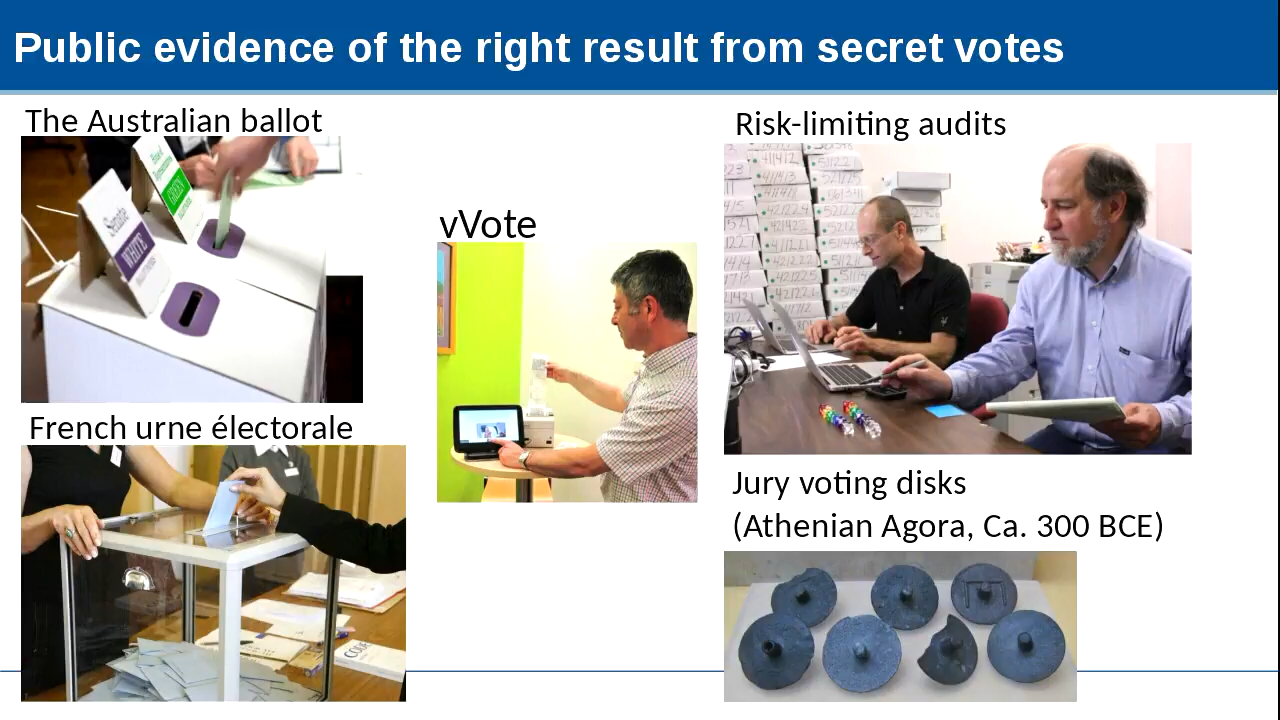 Public evidence of the right result from secret votes
The Australian ballot
Senate
WHITE
GREEN
French urne électorale
vVote
Risk-limiting audits
Jury voting disks
(Athenian Agora, Ca. 300 BCE)